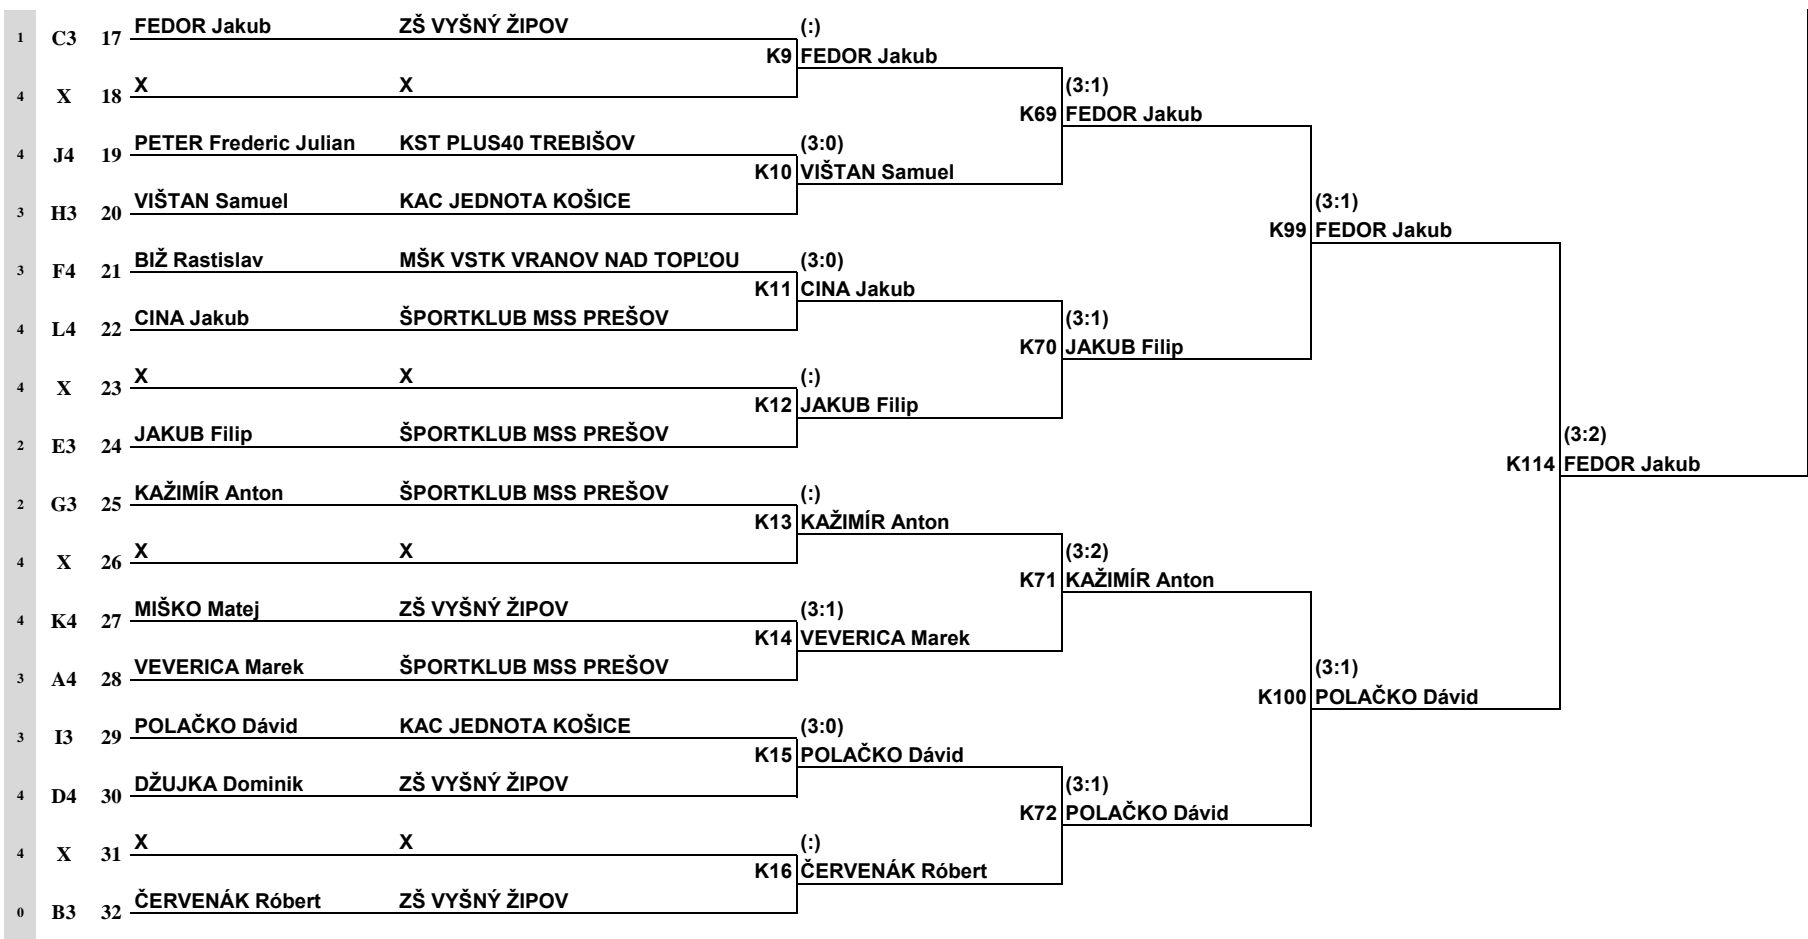 1 C3 17 FEDOR Jakub ZŠ VYŠNÝ ŽIPOV (:)
K9 FEDOR Jakub
4 X 18 X X (3:1)
K69 FEDOR Jakub
4 J4 19 PETER Frederic Julian KST PLUS40 TREBIŠOV (3:0)
K10 VIŠTAN Samuel
3 H3 20 VIŠTAN Samuel KAC JEDNOTA KOŠICE (3:1)
K99 FEDOR Jakub
3 F4 21 BIŽ Rastislav MŠK VSTK VRANOV NAD TOPĽOU (3:0)
K11 CINA Jakub
4 L4 22 CINA Jakub ŠPORTKLUB MSS PREŠOV (3:1)
K70 JAKUB Filip
4 X 23 X X (:)
K12 JAKUB Filip
2 E3 24 JAKUB Filip ŠPORTKLUB MSS PREŠOV (3:2)
K114 FEDOR Jakub
2 G3 25 KAŽIMÍR Anton ŠPORTKLUB MSS PREŠOV (:)
K13 KAŽIMÍR Anton
4 X 26 X X (3:2)
K71 KAŽIMÍR Anton
4 K4 27 MIŠKO Matej ZŠ VYŠNÝ ŽIPOV (3:1)
K14 VEVERICA Marek
3 A4 28 VEVERICA Marek ŠPORTKLUB MSS PREŠOV (3:1)
K100 POLAČKO Dávid
3 I3 29 POLAČKO Dávid KAC JEDNOTA KOŠICE (3:0)
K15 POLAČKO Dávid
4 D4 30 DŽUJKA Dominik ZŠ VYŠNÝ ŽIPOV (3:1)
K72 POLAČKO Dávid
4 X 31 X X (:)
K16 ČERVENÁK Róbert
0 B3 32 ČERVENÁK Róbert ZŠ VYŠNÝ ŽIPOV